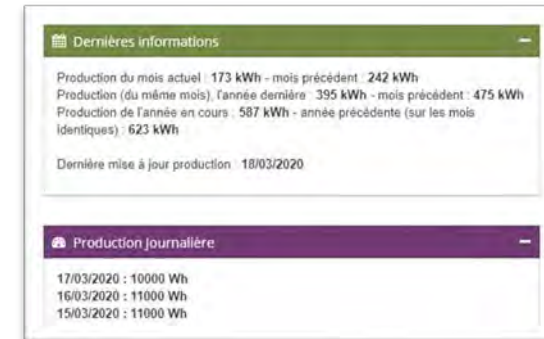 Dernières informations
Production du mois actuel : 173 kWh - mois précédent : 242 kWh
Production (du même mois), l'année dernière : 395 kWh - mois précédent : 475 kWh
Production de l'année en cours : 587 kWh - année précédente (sur les mois
identiques) : 623 kWh
Dernière mise à jour production : 18/03/2020
Production Journalière
17/03/2020 : 10000 Wh
16/03/2020 : 11000 Wh
15/03/2020 : 11000 Wh